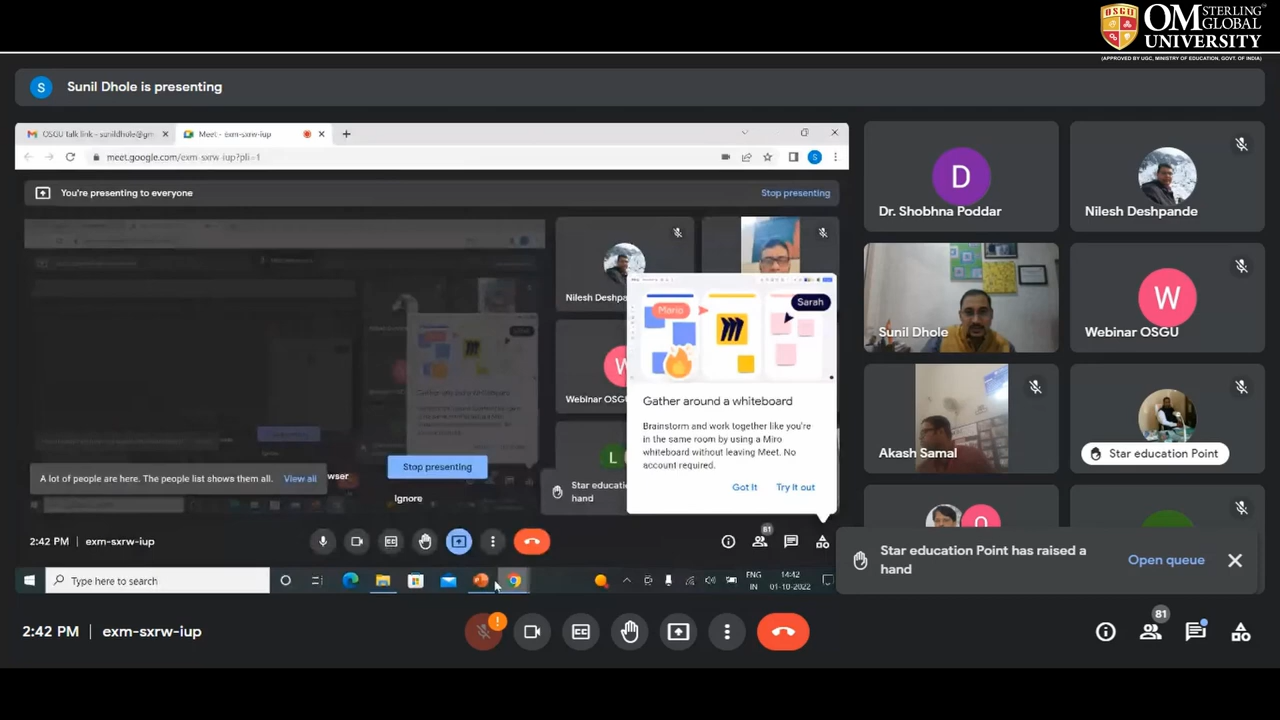 OSGU
OM STERLING GLOBAL UNIVERSITY
(APPROVED BY UGC, MINISTRY OF EDUCATION, GOVT. OF INDIA)
S
Sunil Dhole is presenting
OSGU talk link - sunildhole@gm
Meet - exm-sxrw-iup
meet.google.com/exm-sxrw-iup?pli=1
S
You're presenting to everyone
Stop presenting
Nilesh Deshpa
Webinar OSGU
L
Star educati
hand
Mario
Sarah
Gather around a whiteboard
Brainstorm and work together like you're
in the same room by using a Miro
whiteboard without leaving Meet. No
account required.
Got it
Try it out
A lot of people are here. The people list shows them all.
View all
wser
Stop presenting
Ignore
2:42 PM | exm-sxrw-iup
81
Type here to search
ENG
IN
14:42
01-10-2022
D
Dr. Shobhna Poddar
Nilesh Deshpande
Sunil Dhole
W
Webinar OSGU
Akash Samal
Star education Point
Star education Point has raised a
hand
Open queue
2:42 PM | exm-sxrw-iup
81